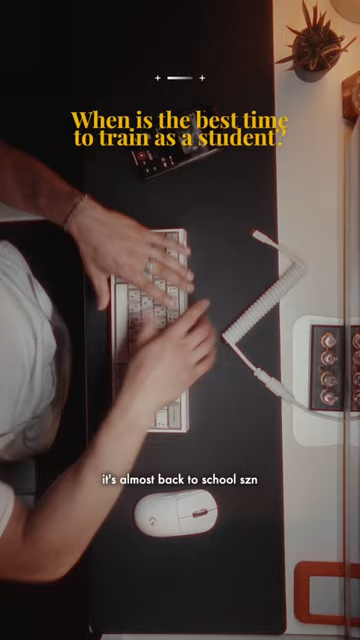 When is the best time
to train as a student?
it's almost back to school szn